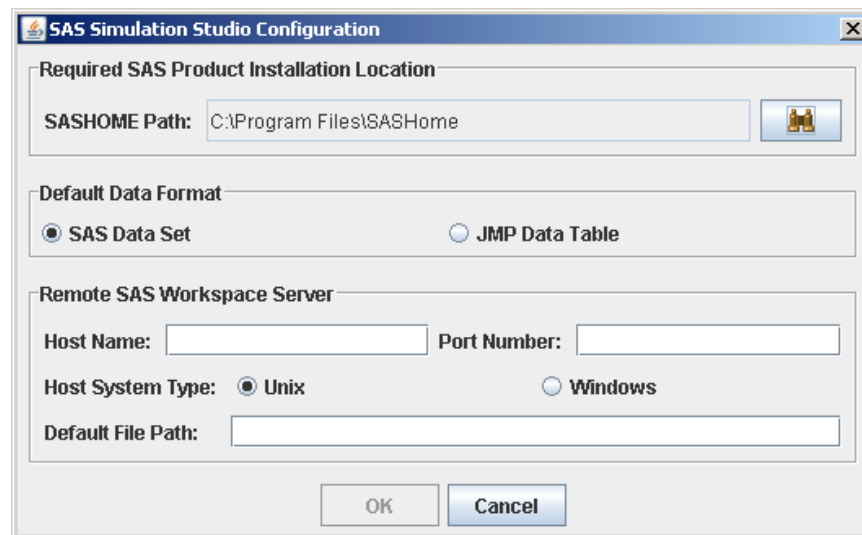 SAS Simulation Studio Configuration
Required SAS Product Installation Location
SASHOME Path: C:\Program Files\SASHome
Default Data Format
SAS Data Set JMP Data Table
Remote SAS Workspace Server
Host Name: Port Number:
Host System Type: Unix Windows
Default File Path:
OK Cancel